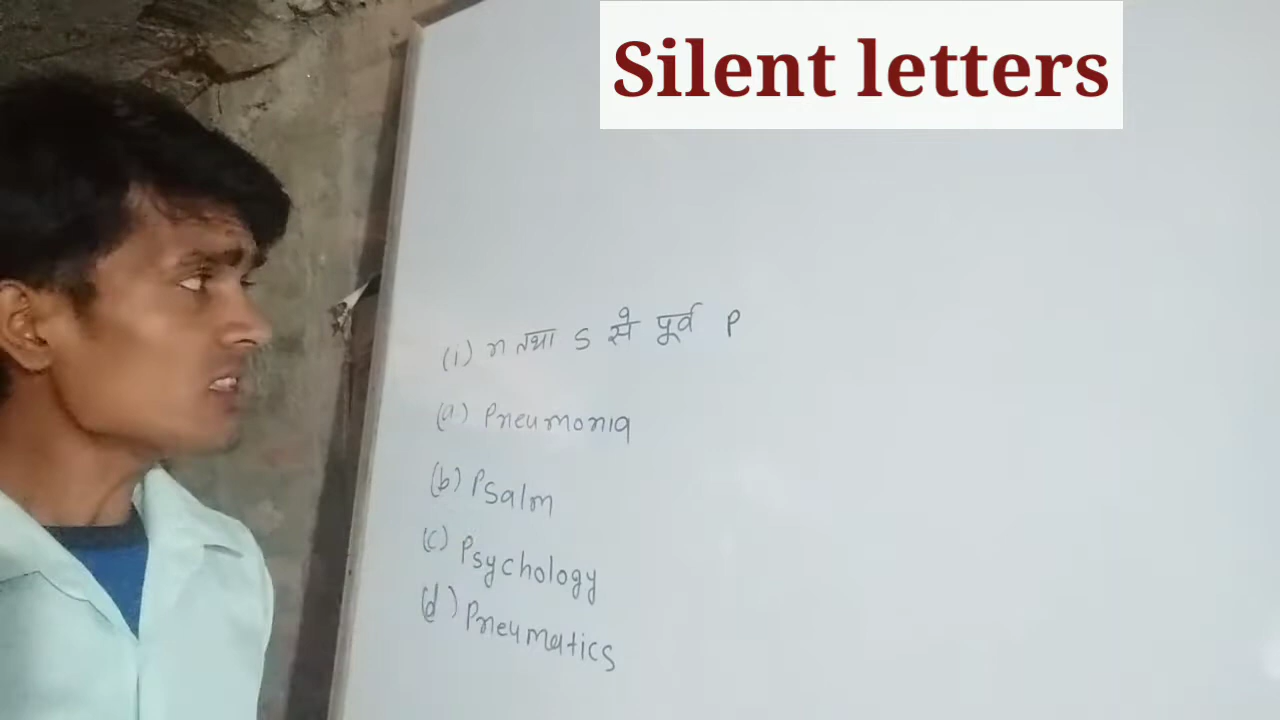 Silent letters
(i) n तथा S से पूर्व P
(a) Pneumonia
(b) Psalm
(c) Psychology
(d) Pneumatics